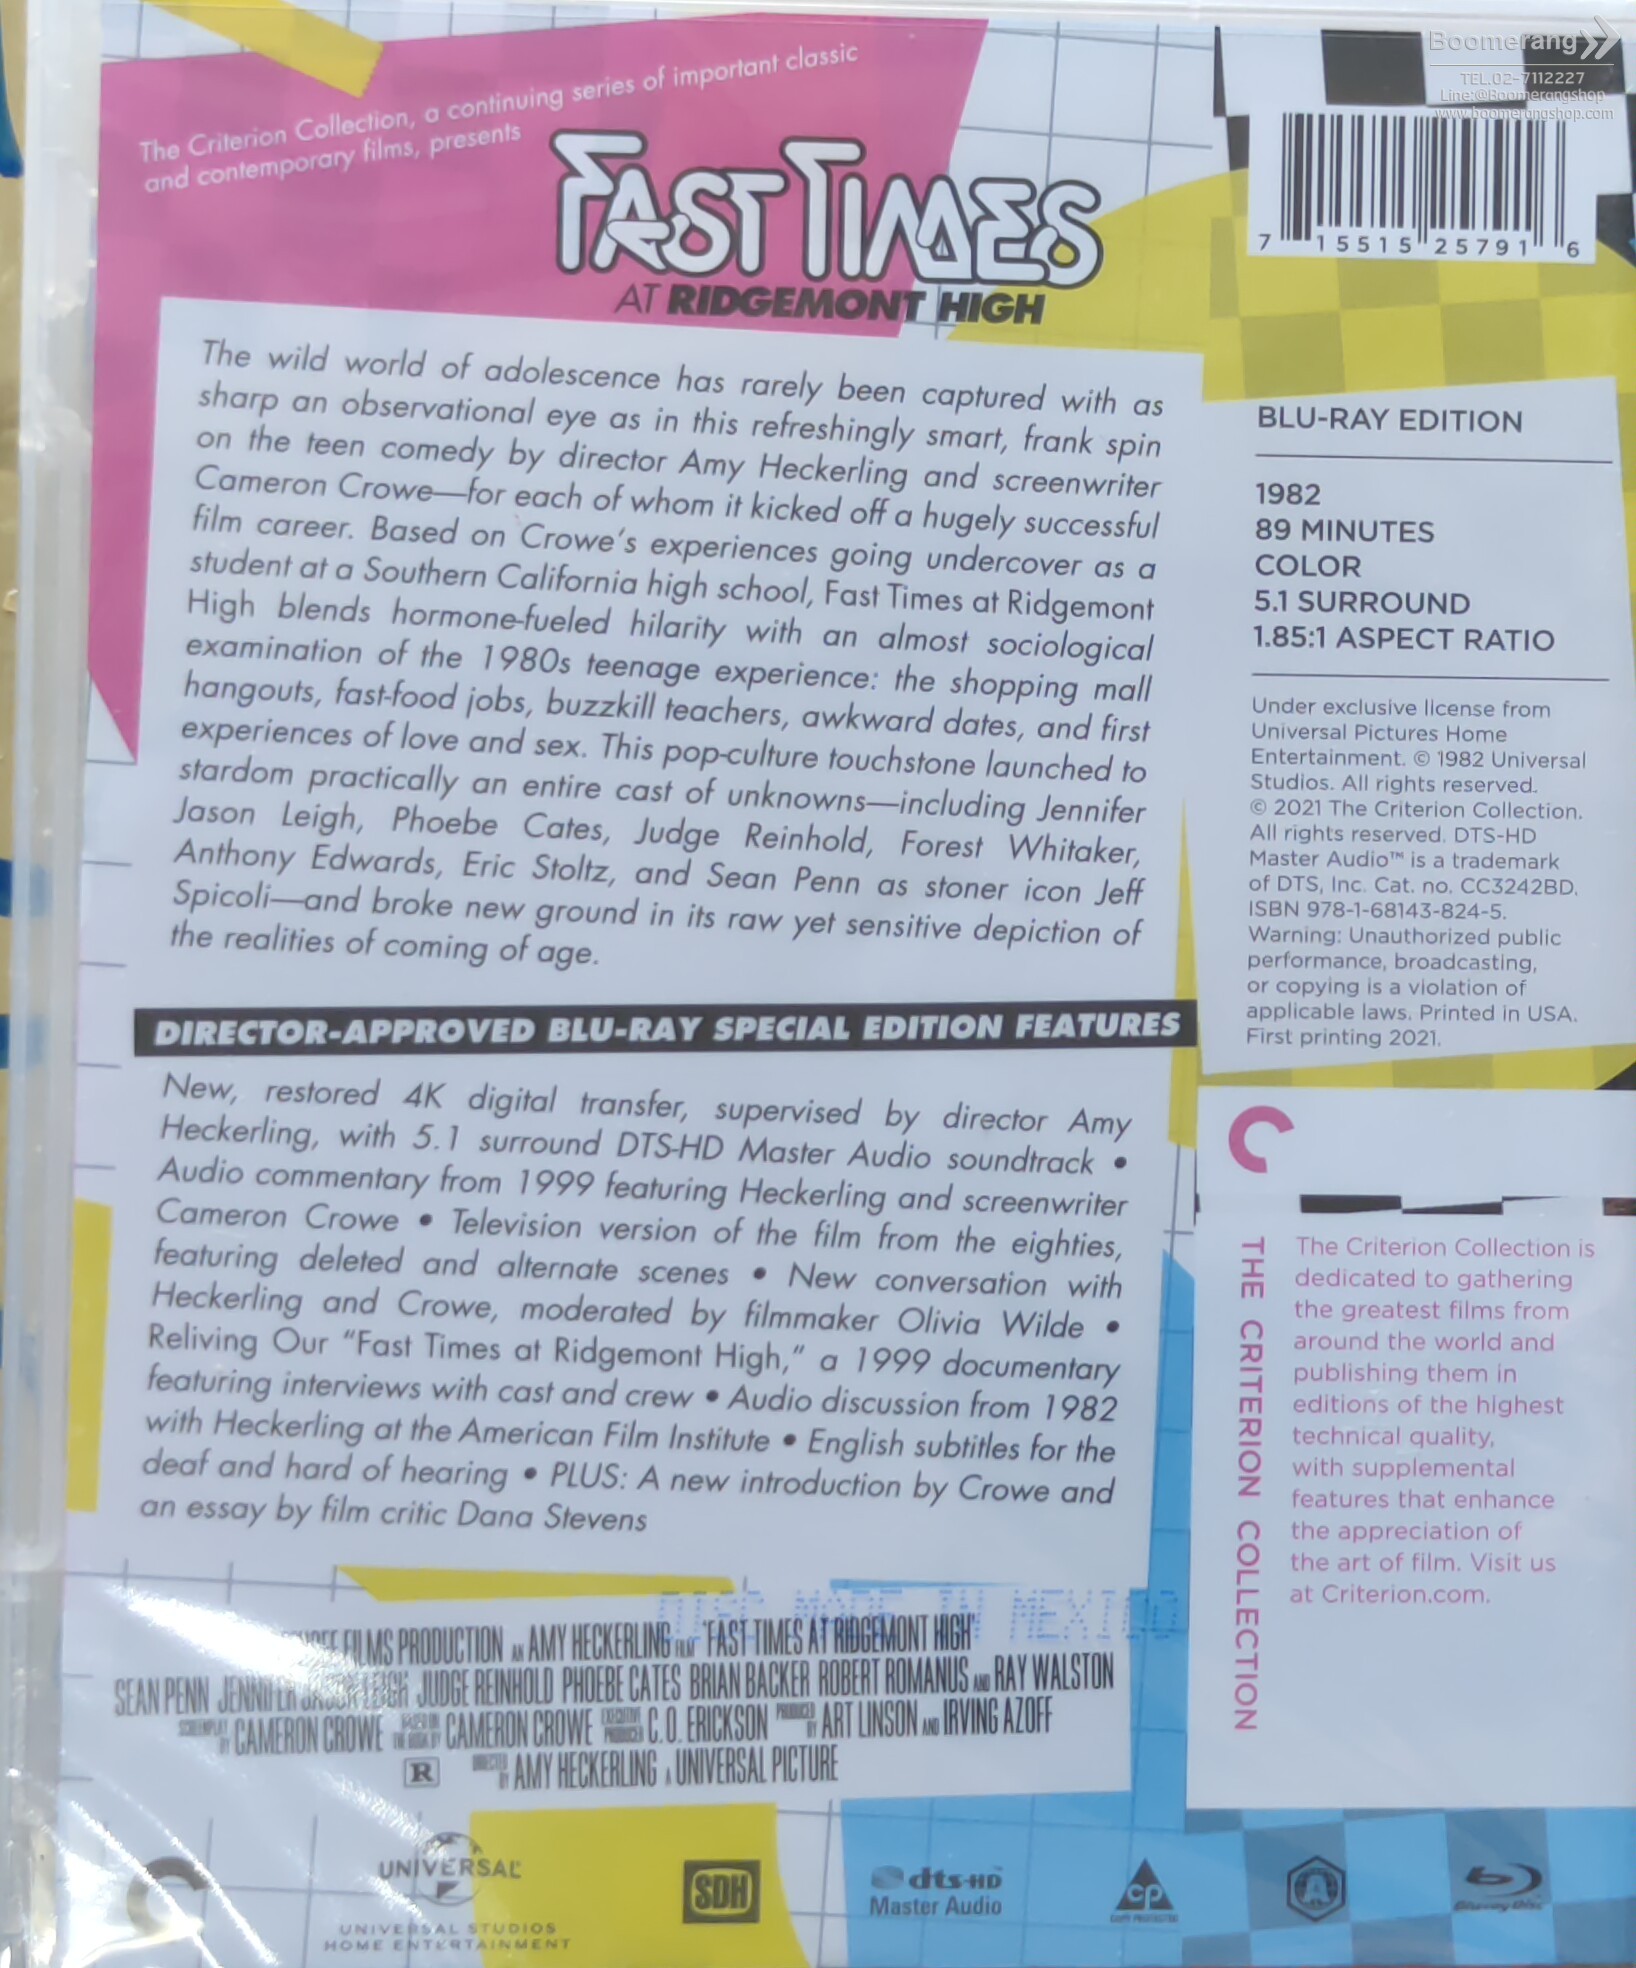 Boomerang
TEL.02-7112227
Line:@Boomerangshop
www.boomerangshop.com
The Criterion Collection, a continuing series of important classic
and contemporary films, presents
FAST TIMES
AT RIDGEMONT HIGH
7 15515 25791 6
The wild world of adolescence has rarely been captured with as
sharp an observational eye as in this refreshingly smart, frank spin
on the teen comedy by director Amy Heckerling and screenwriter
Cameron Crowe—for each of whom it kicked off a hugely successful
film career. Based on Crowe's experiences going undercover as a
student at a Southern California high school, Fast Times at Ridgemont
High blends hormone-fueled hilarity with an almost sociological
examination of the 1980s teenage experience: the shopping mall
hangouts, fast-food jobs, buzzkill teachers, awkward dates, and first
experiences of love and sex. This pop-culture touchstone launched to
stardom practically an entire cast of unknowns—including Jennifer
Jason Leigh, Phoebe Cates, Judge Reinhold, Forest Whitaker,
Anthony Edwards, Eric Stoltz, and Sean Penn as stoner icon Jeff
Spicoli—and broke new ground in its raw yet sensitive depiction of
the realities of coming of age.
DIRECTOR-APPROVED BLU-RAY SPECIAL EDITION FEATURES
New, restored 4K digital transfer, supervised by director Amy
Heckerling, with 5.1 surround DTS-HD Master Audio soundtrack •
Audio commentary from 1999 featuring Heckerling and screenwriter
Cameron Crowe • Television version of the film from the eighties,
featuring deleted and alternate scenes • New conversation with
Heckerling and Crowe, moderated by filmmaker Olivia Wilde •
Reliving Our "Fast Times at Ridgemont High," a 1999 documentary
featuring interviews with cast and crew • Audio discussion from 1982
with Heckerling at the American Film Institute • English subtitles for the
deaf and hard of hearing • PLUS: A new introduction by Crowe and
an essay by film critic Dana Stevens
BLU-RAY EDITION
1982
89 MINUTES
COLOR
5.1 SURROUND
1.85:1 ASPECT RATIO
Under exclusive license from
Universal Pictures Home
Entertainment. © 1982 Universal
Studios. All rights reserved.
© 2021 The Criterion Collection.
All rights reserved. DTS-HD
Master Audio™ is a trademark
of DTS, Inc. Cat. no. CC3242BD.
ISBN 978-1-68143-824-5.
Warning: Unauthorized public
performance, broadcasting,
or copying is a violation of
applicable laws. Printed in USA.
First printing 2021.
THE CRITERION COLLECTION
The Criterion Collection is
dedicated to gathering
the greatest films from
around the world and
publishing them in
editions of the highest
technical quality,
with supplemental
features that enhance
the appreciation of
the art of film. Visit us
at Criterion.com.
DISC MADE IN MEXICO
FILMS PRODUCTION AN AMY HECKERLING FILM "FAST TIMES AT RIDGEMONT HIGH"
SEAN PENN JENNIFER JASON LEIGH JUDGE REINHOLD PHOEBE CATES BRIAN BACKER ROBERT ROMANUS AND RAY WALSTON
SCREENPLAY BY CAMERON CROWE BASED ON THE BOOK BY CAMERON CROWE EXECUTIVE PRODUCER C.O. ERICKSON PRODUCED BY ART LINSON AND IRVING AZOFF
R DIRECTED BY AMY HECKERLING A UNIVERSAL PICTURE
UNIVERSAL
UNIVERSAL STUDIOS
HOME ENTERTAINMENT
SDH
dts-HD
Master Audio
CP
COPY PROTECTED
A
Blu-ray Disc